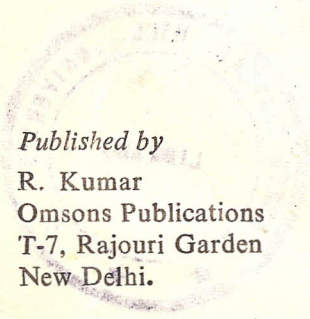 Published by
R. Kumar
Omsons Publications
T-7, Rajouri Garden
New Delhi.